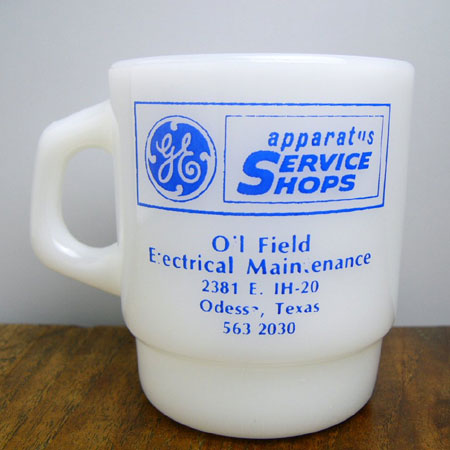 GE
apparatus
SERVICE
SHOPS
Oil Field
Electrical Maintenance
2381 E. IH-20
Odessa, Texas
563 2030